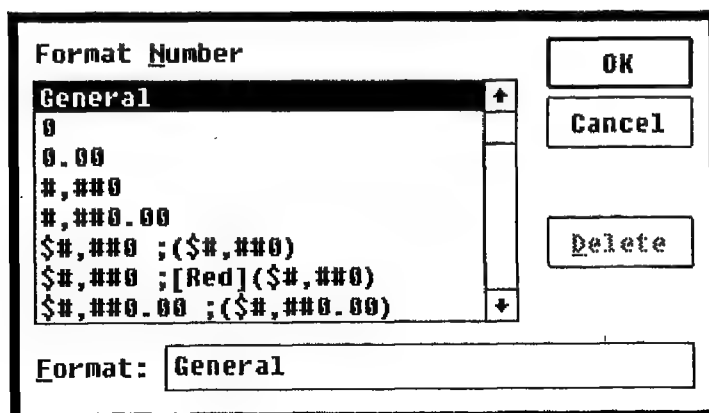 Format Number
OK
General
Cancel
0
0.00
#,##0
#,##0.00
$#,##0 ;($#,##0)
Delete
$#,##0 ;[Red]($#,##0)
$#,##0.00 ;($#,##0.00)
Format: General